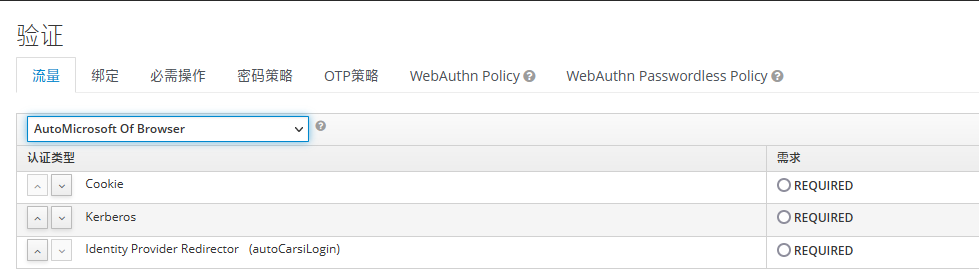 验证
流量 绑定 必需操作 密码策略 OTP策略 WebAuthn Policy WebAuthn Passwordless Policy
AutoMicrosoft Of Browser
认证类型 需求
Cookie REQUIRED
Kerberos REQUIRED
Identity Provider Redirector (autoCarsiLogin) REQUIRED